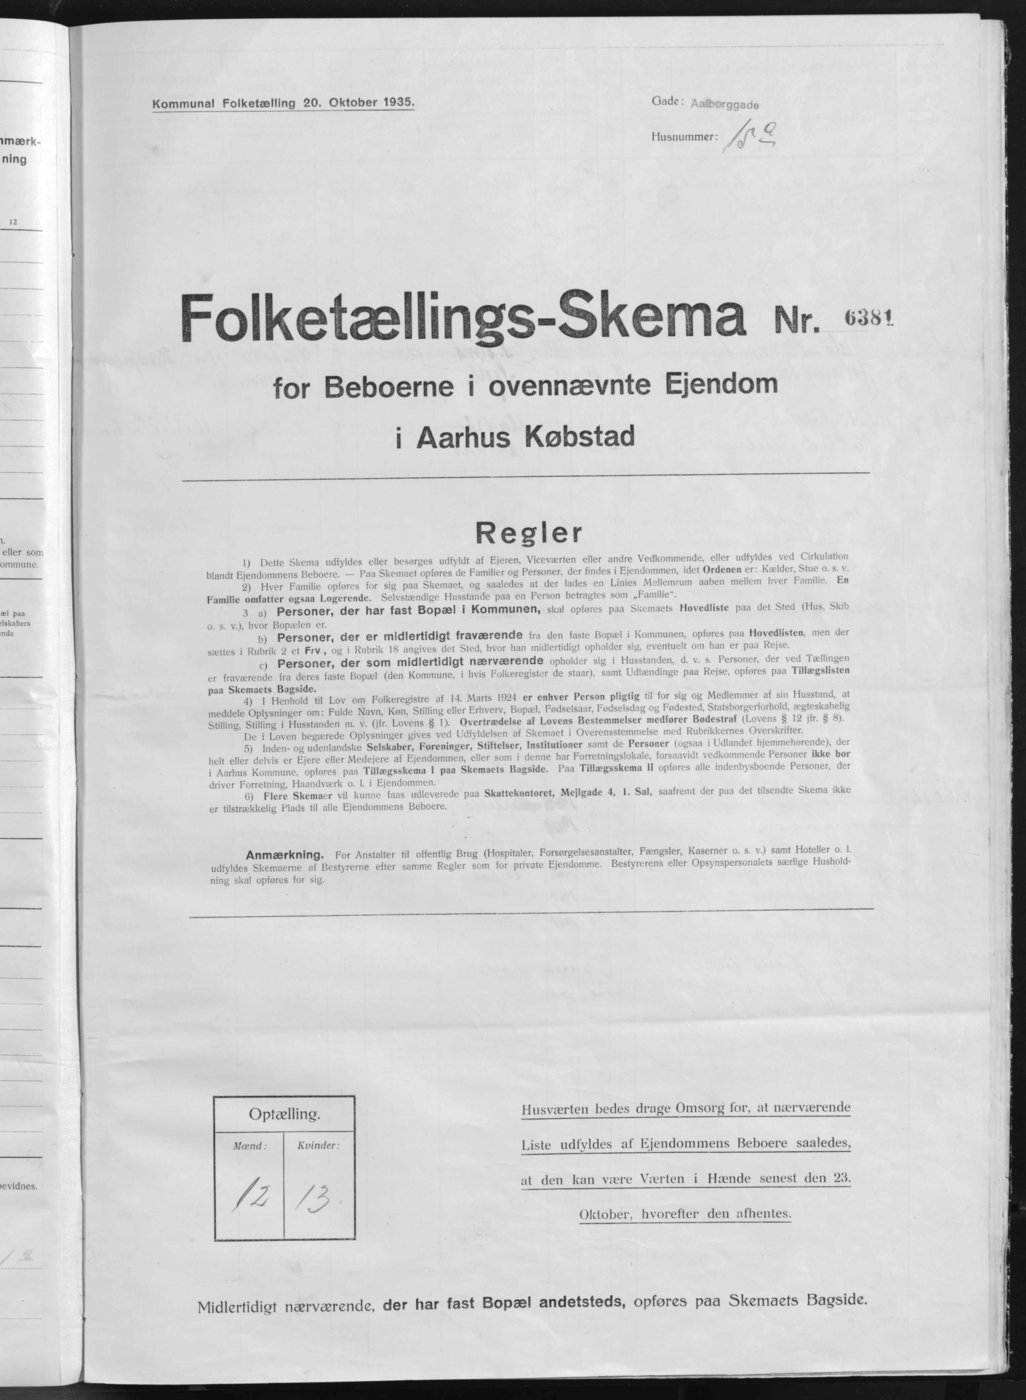 Kommunal Folketælling 20. Oktober 1935.
Gade: Aalborggade
Husnummer: 18 a
Folketællings-Skema Nr. 6381
for Beboerne i ovennævnte Ejendom
i Aarhus Købstad
Regler
1) Dette Skema udfyldes eller besørges udfyldt af Ejeren, Viceværten eller andre Vedkommende, eller udfyldes ved Cirkulation
blandt Ejendommens Beboere. — Paa Skemaet opføres de Familier og Personer, der findes i Ejendommen, idet Ordenen er: Kælder, Stue o. s. v.
2) Hver Familie opføres for sig paa Skemaet, og saaledes at der lades en Linies Mellemrum aaben mellem hver Familie. En
Familie omfatter ogsaa Logerende. Selvstændige Husstande paa en Person betragtes som „Familie“.
3 a) Personer, der har fast Bopæl i Kommunen, skal opføres paa Skemaets Hovedliste paa det Sted (Hus, Skib
o. s. v.), hvor Bopælen er.
b) Personer, der er midlertidigt fraværende fra den faste Bopæl i Kommunen, opføres paa Hovedlisten, men der
sættes i Rubrik 2 et Frv., og i Rubrik 18 angives det Sted, hvor han midlertidigt opholder sig, eventuelt om han er paa Rejse.
c) Personer, der som midlertidigt nærværende opholder sig i Husstanden, d. v. s. Personer, der ved Tællingen
er fraværende fra deres faste Bopæl (den Kommune, i hvis Folkeregister de staar), samt Udlændinge paa Rejse, opføres paa Tillægslisten
paa Skemaets Bagside.
4) I Henhold til Lov om Folkeregistre af 14. Marts 1924 er enhver Person pligtig til for sig og Medlemmer af sin Husstand, at
meddele Oplysninger om: Fulde Navn, Køn, Stilling eller Erhverv, Bopæl, Fødselsaar, Fødselsdag og Fødested, Statsborgerforhold, ægteskabelig
Stilling, Stilling i Husstanden m. v. (jfr. Lovens § 1). Overtrædelse af Lovens Bestemmelser medfører Bødestraf (Lovens § 12 jfr. § 8).
De i Loven begærede Oplysninger gives ved Udfyldelsen af Skemaet i Overensstemmelse med Rubrikkernes Overskrifter.
5) Inden- og udenlandske Selskaber, Foreninger, Stiftelser, Institutioner samt de Personer (ogsaa i Udlandet hjemmehørende), der
helt eller delvis er Ejere eller Medejere af Ejendommen, eller som i denne har Forretningslokale, forsaavidt vedkommende Personer ikke bor
i Aarhus Kommune, opføres paa Tillægsskema I paa Skemaets Bagside. Paa Tillægsskema II opføres alle indenbysboende Personer, der
driver Forretning, Haandværk o. l. i Ejendommen.
6) Flere Skemaer vil kunne faas udleverede paa Skattekontoret, Mejlgade 4, 1. Sal, saafremt der paa det tilsendte Skema ikke
er tilstrækkelig Plads til alle Ejendommens Beboere.
Anmærkning. For Anstalter til offentlig Brug (Hospitaler, Forsørgelsesanstalter, Fængsler, Kaserner o. s. v.) samt Hoteller o. l.
udfyldes Skemaerne af Bestyrerne efter samme Regler som for private Ejendomme. Bestyrerens eller Opsynspersonalets særlige Hushold-
ning skal opføres for sig.
Optælling.
Mænd: Kvinder:
12 13
Husværten bedes drage Omsorg for, at nærværende
Liste udfyldes af Ejendommens Beboere saaledes,
at den kan være Værten i Hænde senest den 23.
Oktober, hvorefter den afhentes.
Midlertidigt nærværende, der har fast Bopæl andetsteds, opføres paa Skemaets Bagside.